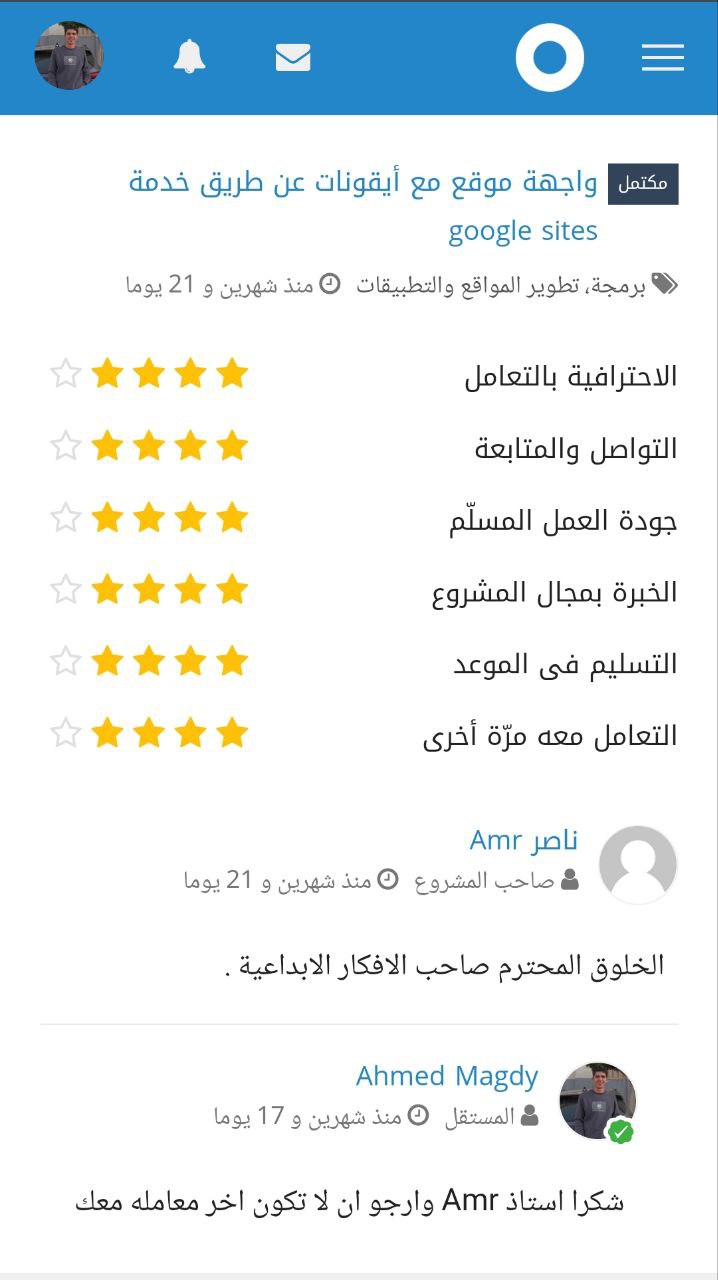 مكتمل واجهة موقع مع أيقونات عن طريق خدمة
google sites
برمجة، تطوير المواقع والتطبيقات منذ شهرين و 21 يوما
الاحترافية بالتعامل
التواصل والمتابعة
جودة العمل المسلّم
الخبرة بمجال المشروع
التسليم فى الموعد
التعامل معه مرّة أخرى
ناصر Amr
صاحب المشروع منذ شهرين و 21 يوما
الخلوق المحترم صاحب الافكار الابداعية .
Ahmed Magdy
المستقل منذ شهرين و 17 يوما
شكرا استاذ Amr وارجو ان لا تكون اخر معامله معك